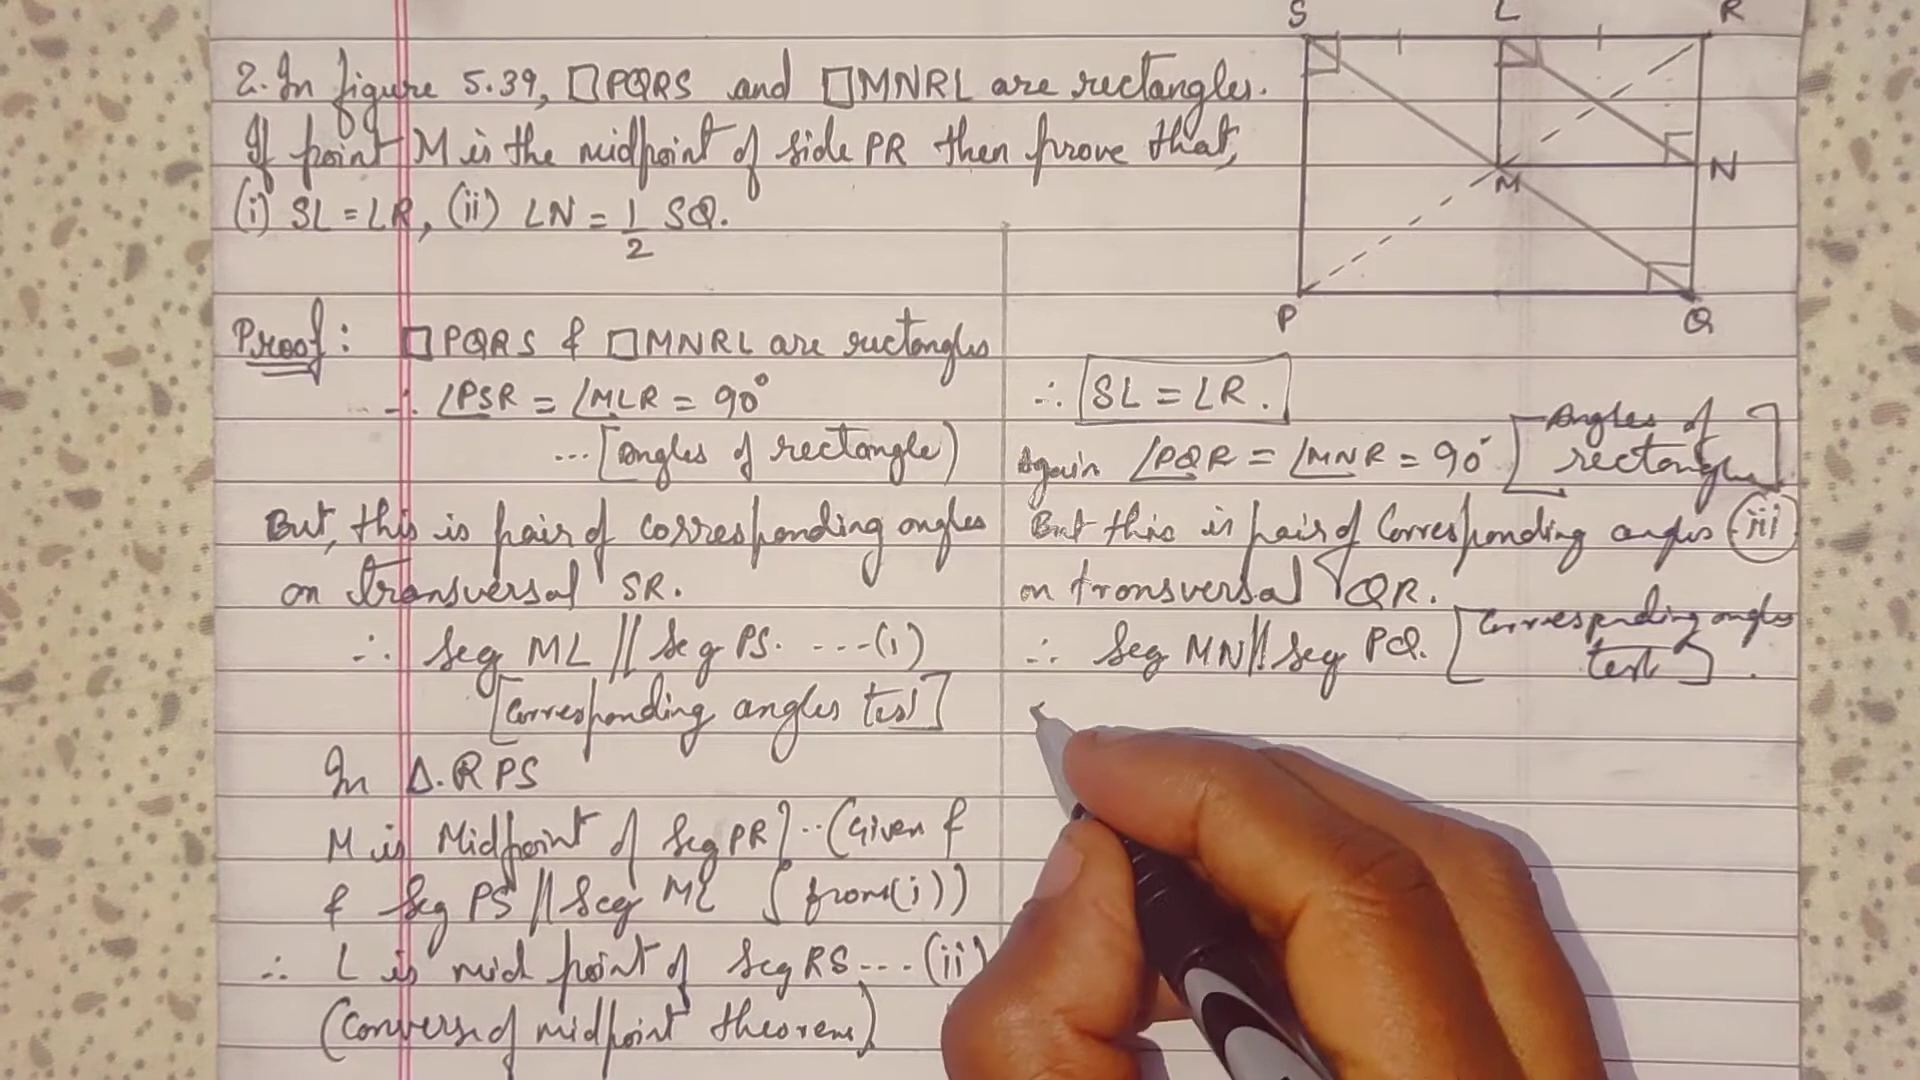 2. In figure 5.39, □PQRS and □MNRL are rectangles.
If point M is the midpoint of side PR then prove that,
(i) SL = LR, (ii) LN = 1/2 SQ.
S L R
M N
P Q
Proof: □PQRS & □MNRL are rectangles
∴ ∠PSR = ∠MLR = 90°
... [angles of rectangle)
But, this is pair of corresponding angles
on transversal SR.
∴ seg ML || seg PS. ---(i)
[Corresponding angles test]
In Δ.RPS
M is Midpoint of seg PR } ..(Given &
& seg PS || seg ML } from(i))
∴ L is mid point of seg RS --- (ii)
(Converse of midpoint theorem)
∴ SL = LR.
again ∠PQR = ∠MNR = 90° [Angles of rectangle]
But this is pair of Corresponding angles (iii)
on transversal QR.
∴ seg MN || seg PQ. [Corresponding angles test].